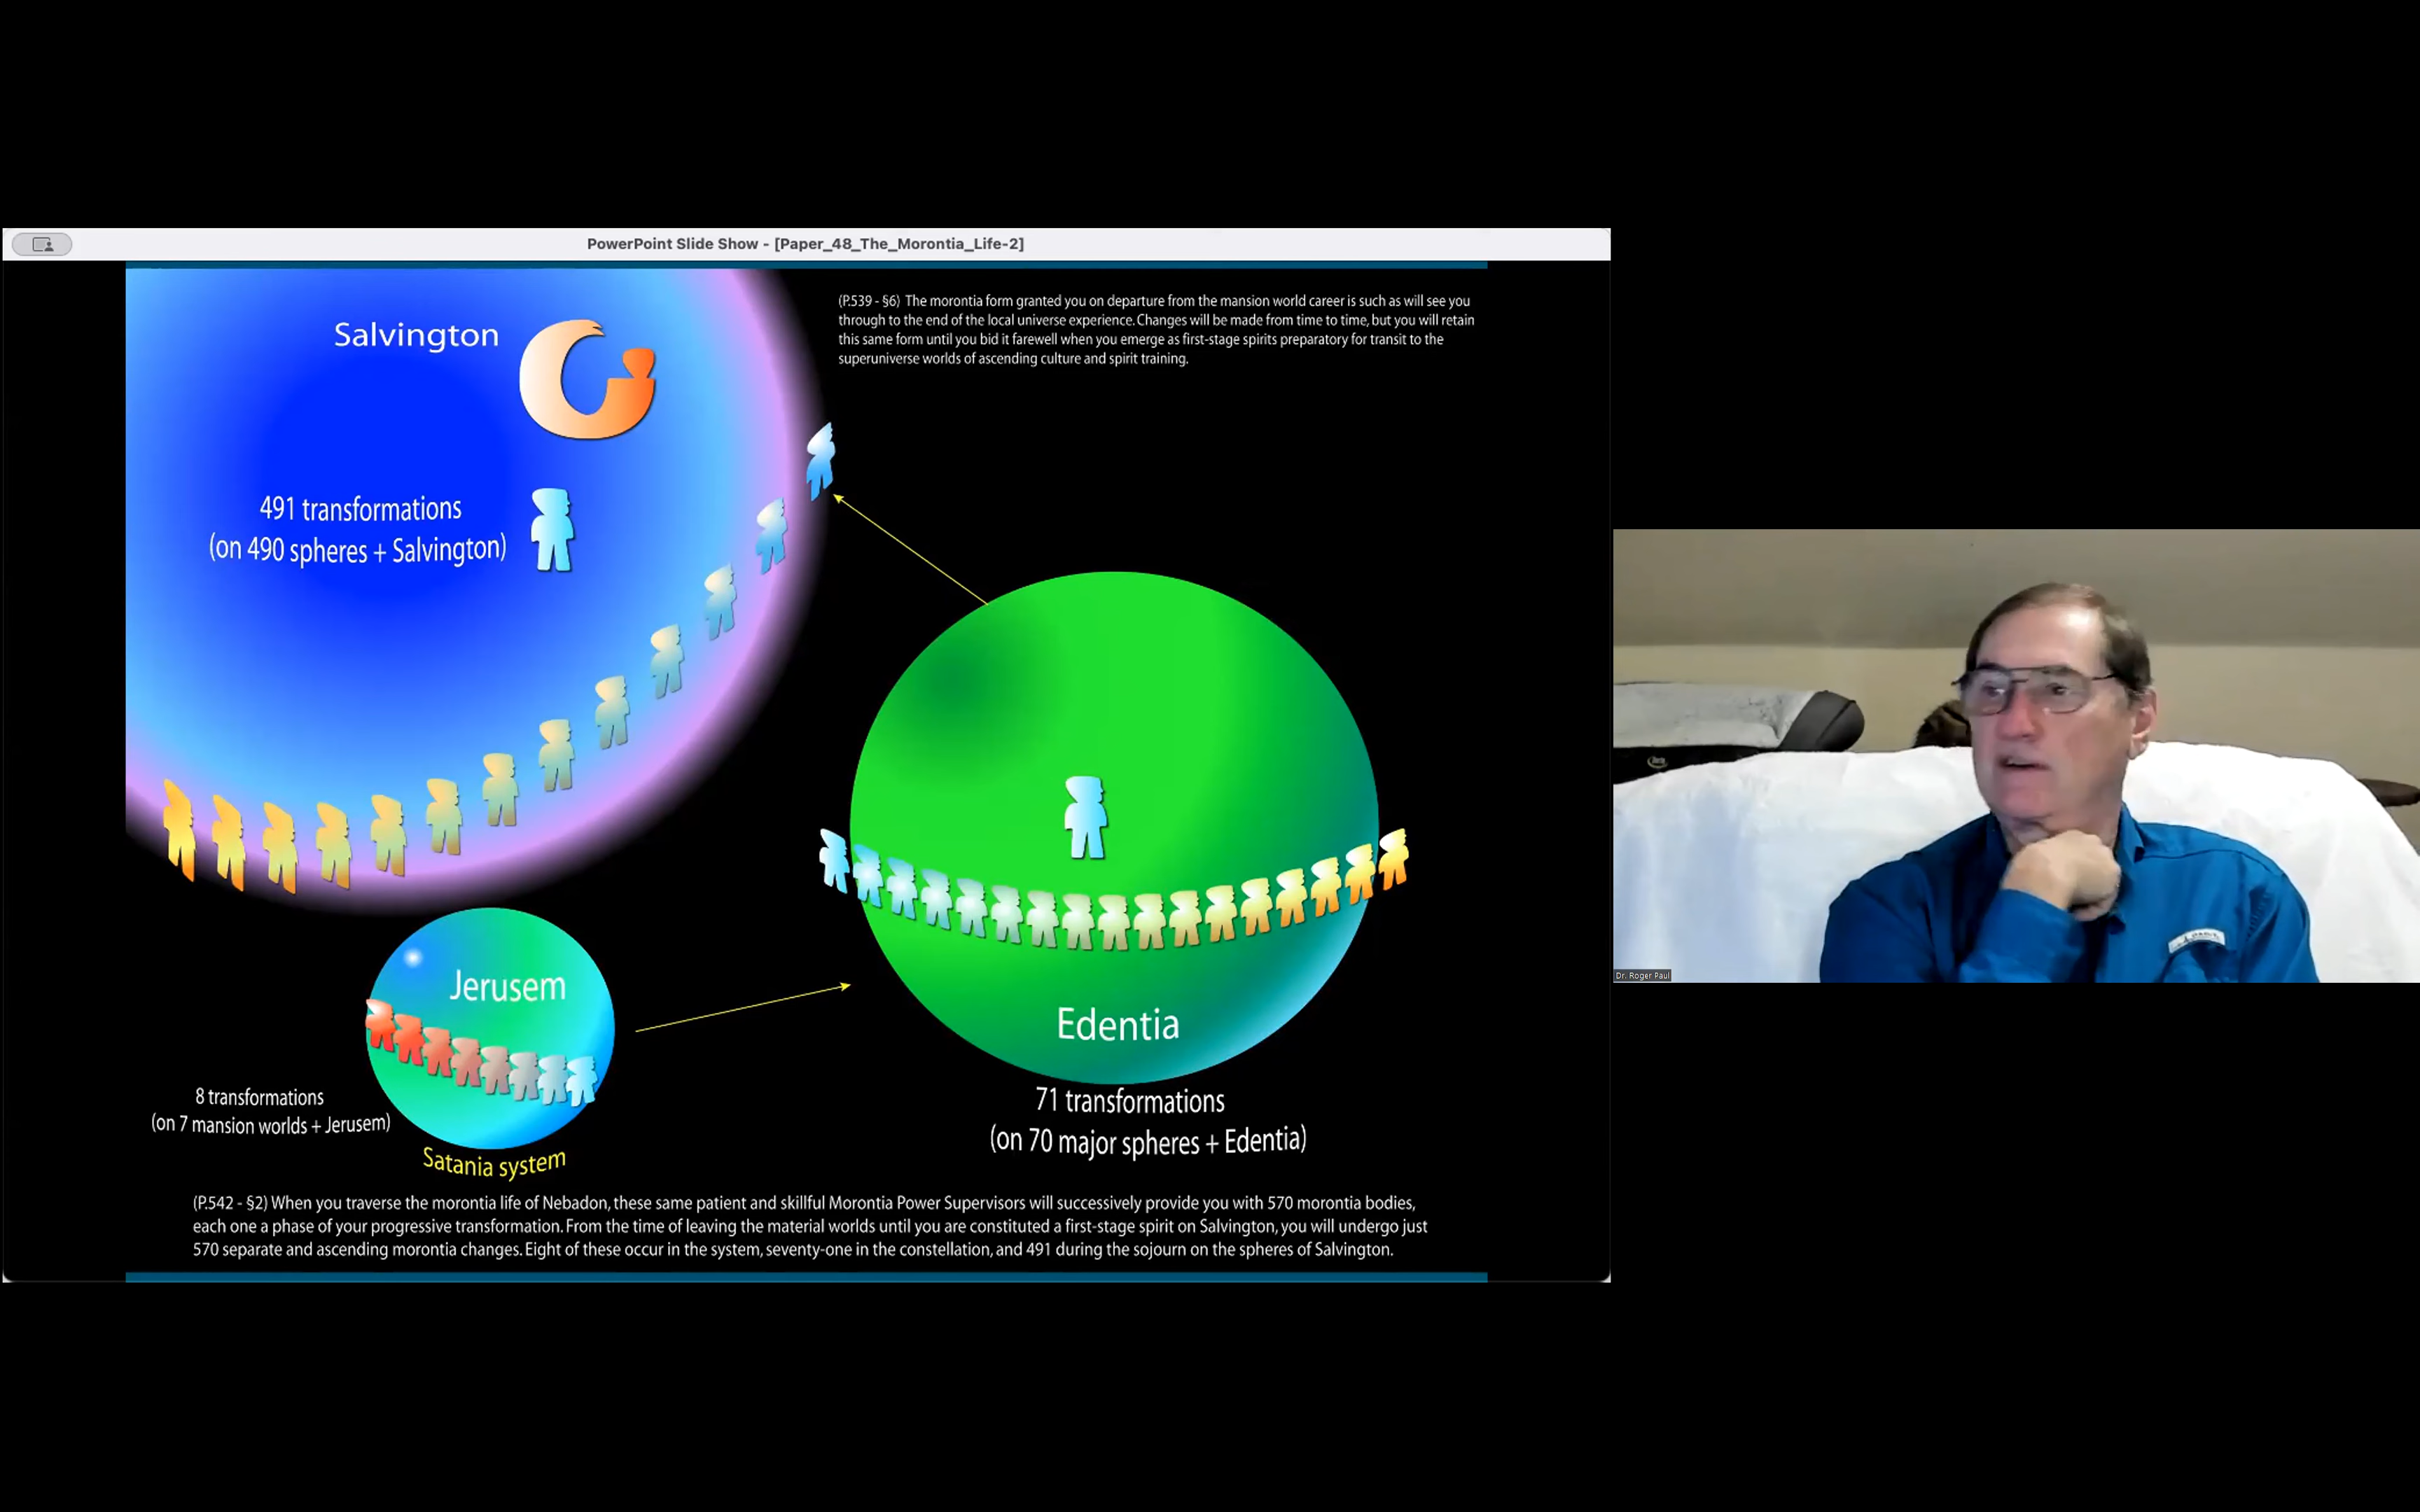 PowerPoint Slide Show - [Paper_48_The_Morontia_Life-2]
(P.539 - §6) The morontia form granted you on departure from the mansion world career is such as will see you
through to the end of the local universe experience. Changes will be made from time to time, but you will retain
this same form until you bid it farewell when you emerge as first-stage spirits preparatory for transit to the
superuniverse worlds of ascending culture and spirit training.
Salvington
491 transformations
(on 490 spheres + Salvington)
Jerusem
8 transformations
(on 7 mansion worlds + Jerusem)
Satania system
Edentia
71 transformations
(on 70 major spheres + Edentia)
(P.542 - §2) When you traverse the morontia life of Nebadon, these same patient and skillful Morontia Power Supervisors will successively provide you with 570 morontia bodies,
each one a phase of your progressive transformation. From the time of leaving the material worlds until you are constituted a first-stage spirit on Salvington, you will undergo just
570 separate and ascending morontia changes. Eight of these occur in the system, seventy-one in the constellation, and 491 during the sojourn on the spheres of Salvington.
Dr. Roger Paul